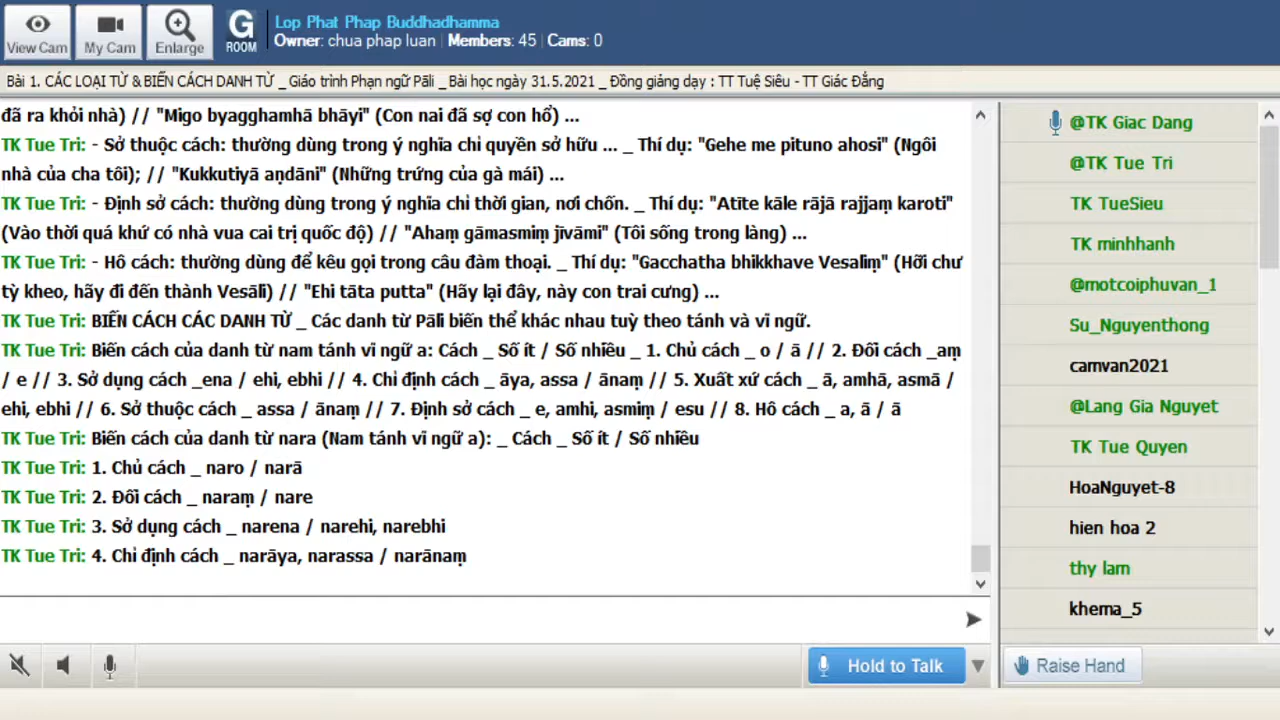 View Cam
My Cam
Enlarge
G
ROOM
Lop Phat Phap Buddhadhamma
Owner: chua phap luan | Members: 45 | Cams: 0
Bài 1. CÁC LOẠI TỪ & BIẾN CÁCH DANH TỪ _ Giáo trình Phạn ngữ Pāli _ Bài học ngày 31.5.2021 _ Đồng giảng dạy : TT Tuệ Siêu - TT Giác Đẳng
đã ra khỏi nhà) // "Migo byagghamhā bhāyi" (Con nai đã sợ con hổ) ...
TK Tue Tri: - Sở thuộc cách: thường dùng trong ý nghĩa chỉ quyền sở hữu ... _ Thí dụ: "Gehe me pituno ahosi" (Ngôi
nhà của cha tôi); // "Kukkutiyā aṇdāni" (Những trứng của gà mái) ...
TK Tue Tri: - Định sở cách: thường dùng trong ý nghĩa chỉ thời gian, nơi chốn. _ Thí dụ: "Atīte kāle rājā rajjaṃ karoti"
(Vào thời quá khứ có nhà vua cai trị quốc độ) // "Ahaṃ gāmasmiṃ jīvāmi" (Tôi sống trong làng) ...
TK Tue Tri: - Hô cách: thường dùng để kêu gọi trong câu đàm thoại. _ Thí dụ: "Gacchatha bhikkhave Vesaliṃ" (Hỡi chư
tỳ kheo, hãy đi đến thành Vesāli) // "Ehi tāta putta" (Hãy lại đây, này con trai cưng) ...
TK Tue Tri: BIẾN CÁCH CÁC DANH TỪ _ Các danh từ Pāli biến thể khác nhau tuỳ theo tánh và vĩ ngữ.
TK Tue Tri: Biến cách của danh từ nam tánh vĩ ngữ a: Cách _ Số ít / Số nhiều _ 1. Chủ cách _ o / ā // 2. Đối cách _aṃ
/ e // 3. Sở dụng cách _ena / ehi, ebhi // 4. Chỉ định cách _ āya, assa / ānaṃ // 5. Xuất xứ cách _ ā, amhā, asmā /
ehi, ebhi // 6. Sở thuộc cách _ assa / ānaṃ // 7. Định sở cách _ e, amhi, asmiṃ / esu // 8. Hô cách _ a, ā / ā
TK Tue Tri: Biến cách của danh từ nara (Nam tánh vĩ ngữ a): _ Cách _ Số ít / Số nhiều
TK Tue Tri: 1. Chủ cách _ naro / narā
TK Tue Tri: 2. Đối cách _ naraṃ / nare
TK Tue Tri: 3. Sở dụng cách _ narena / narehi, narebhi
TK Tue Tri: 4. Chỉ định cách _ narāya, narassa / narānaṃ
@TK Giac Dang
@TK Tue Tri
TK TueSieu
TK minhhanh
@motcoiphuvan_1
Su_Nguyenthong
camvan2021
@Lang Gia Nguyet
TK Tue Quyen
HoaNguyet-8
hien hoa 2
thy lam
khema_5
Hold to Talk
Raise Hand